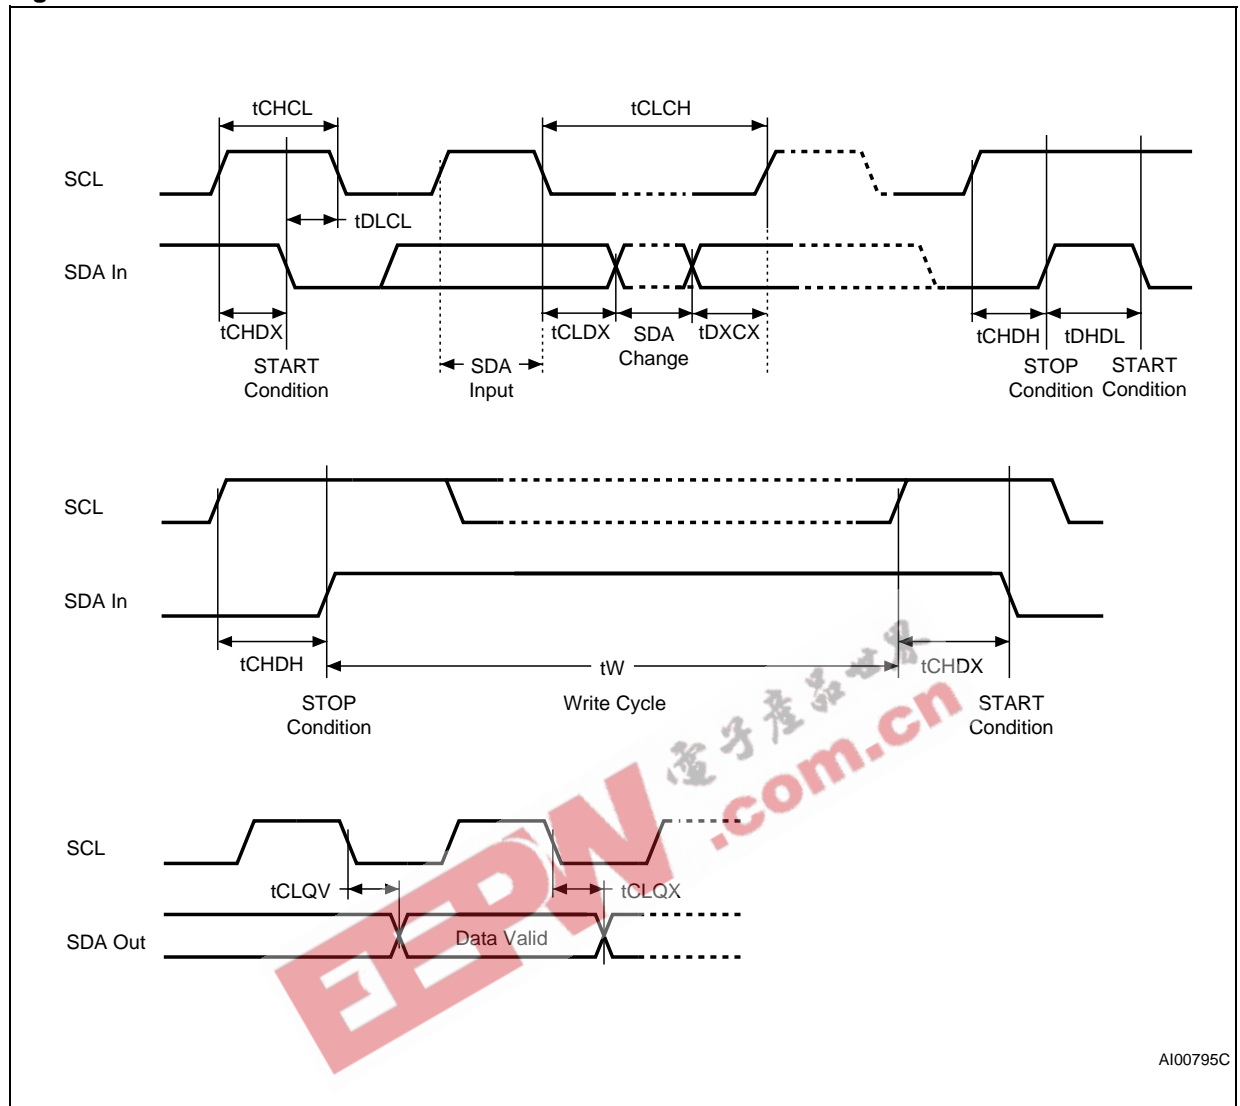 tCHCL
tCLCH
SCL
tDLCL
SDA In
tCHDX
tCLDX
SDA
Change
tDXCX
tCHDH
tDHDL
START
Condition
SDA
Input
STOP
Condition
START
Condition
SCL
SDA In
tCHDH
tW
tCHDX
STOP
Condition
Write Cycle
START
Condition
SCL
tCLQV
tCLQX
SDA Out
Data Valid
EEPW
電子產品世界
.com.cn
AI00795C